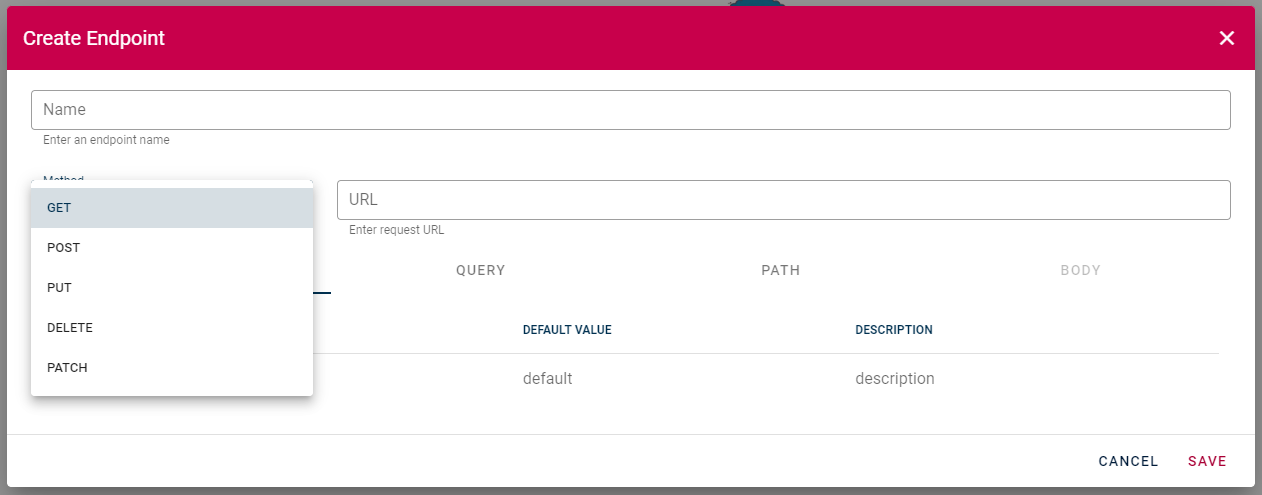 Create Endpoint
Name
Enter an endpoint name
Method
GET
POST
PUT
DELETE
PATCH
URL
Enter request URL
QUERY PATH BODY
DEFAULT VALUE DESCRIPTION
default description
CANCEL SAVE